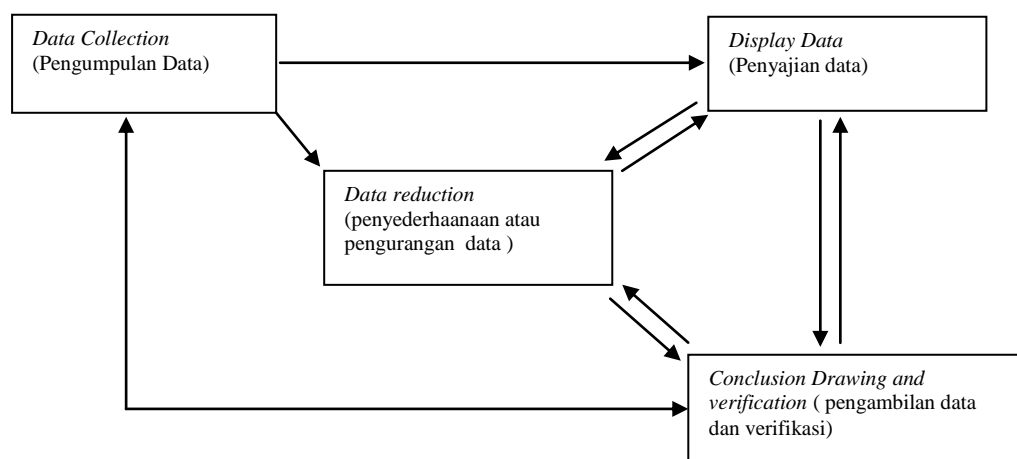 Data Collection
(Pengumpulan Data)
Display Data
(Penyajian data)
Data reduction
(penyederhaanaan atau
pengurangan data )
Conclusion Drawing and
verification ( pengambilan data
dan verifikasi)